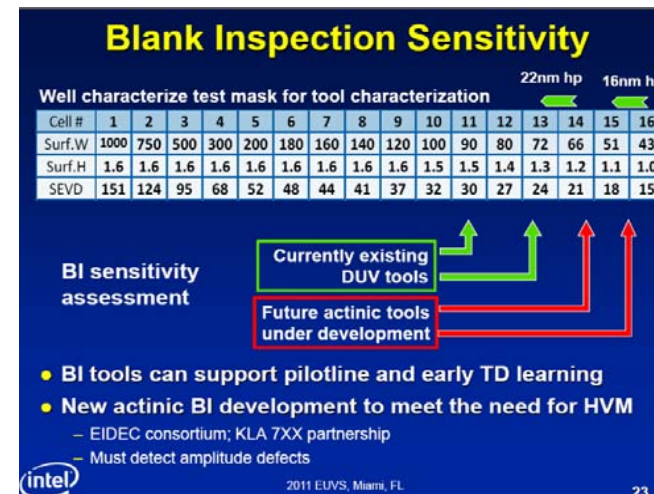 Blank Inspection Sensitivity
22nm hp 16nm h
Well characterize test mask for tool characterization
Cell # 1 2 3 4 5 6 7 8 9 10 11 12 13 14 15 16
Surf.W 1000 750 500 300 200 180 160 140 120 100 90 80 72 66 51 43
Surf.H 1.6 1.6 1.6 1.6 1.6 1.6 1.6 1.6 1.6 1.5 1.5 1.4 1.3 1.2 1.1 1.0
SEVD 151 124 95 68 52 48 44 41 37 32 30 27 24 21 18 15
Currently existing
DUV tools
BI sensitivity
assessment
Future actinic tools
under development
• BI tools can support pilotline and early TD learning
• New actinic BI development to meet the need for HVM
– EIDEC consortium; KLA 7XX partnership
– Must detect amplitude defects
intel
2011 EUVS, Miami, FL
23